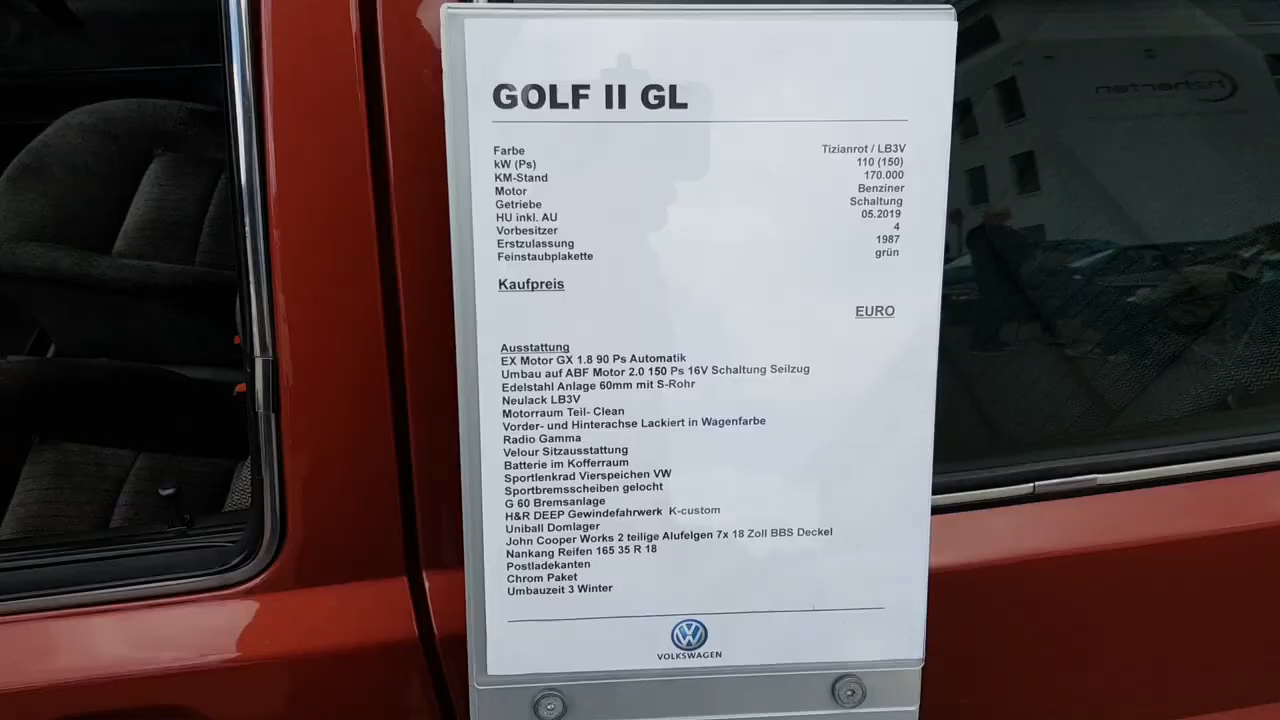 GOLF II GL
Farbe Tizianrot / LB3V
kW (Ps) 110 (150)
KM-Stand 170.000
Motor Benziner
Getriebe Schaltung
HU inkl. AU 05.2019
Vorbesitzer 4
Erstzulassung 1987
Feinstaubplakette grün
Kaufpreis
EURO
Ausstattung
EX Motor GX 1.8 90 Ps Automatik
Umbau auf ABF Motor 2.0 150 Ps 16V Schaltung Seilzug
Edelstahl Anlage 60mm mit S-Rohr
Neulack LB3V
Motorraum Teil- Clean
Vorder- und Hinterachse Lackiert in Wagenfarbe
Radio Gamma
Velour Sitzausstattung
Batterie im Kofferraum
Sportlenkrad Vierspeichen VW
Sportbremsscheiben gelocht
G 60 Bremsanlage
H&R DEEP Gewindefahrwerk K-custom
Uniball Domlager
John Cooper Works 2 teilige Alufelgen 7x 18 Zoll BBS Deckel
Nankang Reifen 165 35 R 18
Postladekanten
Chrom Paket
Umbauzeit 3 Winter
VOLKSWAGEN